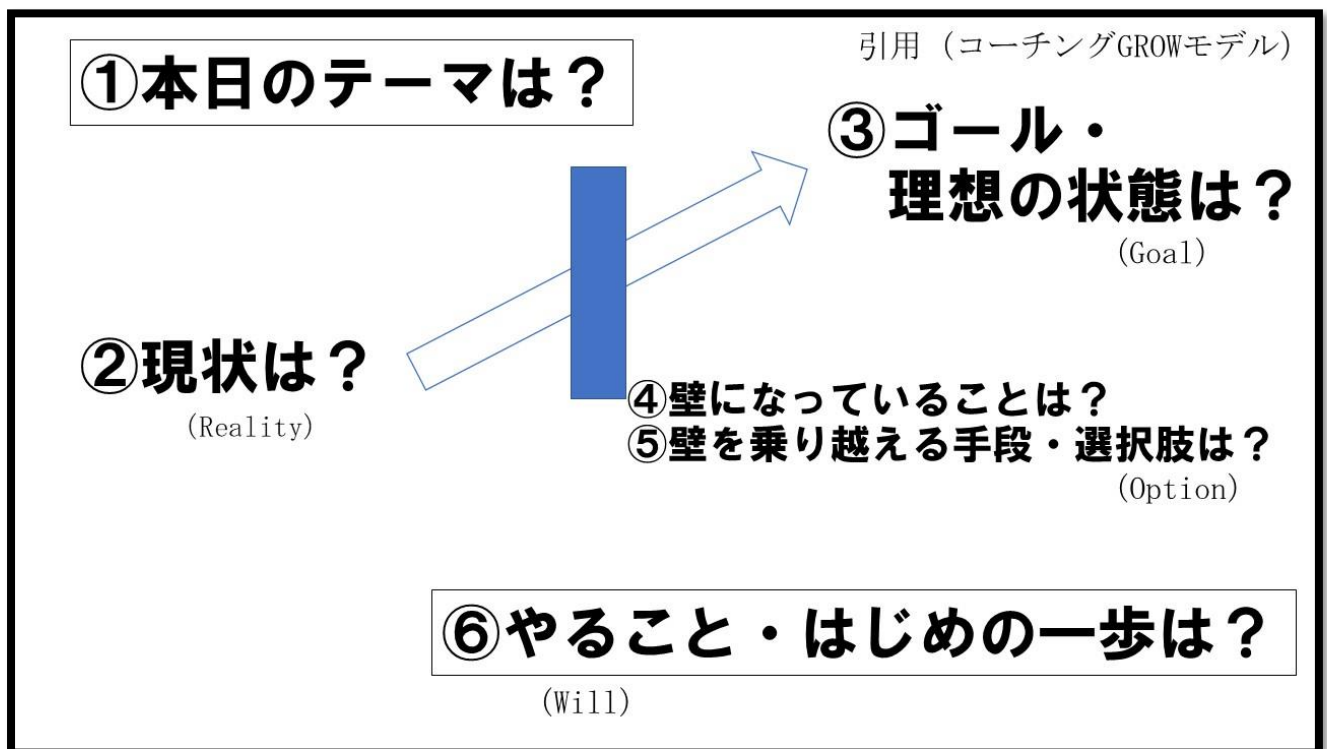 ①本日のテーマは？
引用（コーチングGROWモデル）
③ゴール・
理想の状態は？
(Goal)
②現状は？
(Reality)
④壁になっていることは？
⑤壁を乗り越える手段・選択肢は？
(Option)
⑥やること・はじめの一歩は？
(Will)